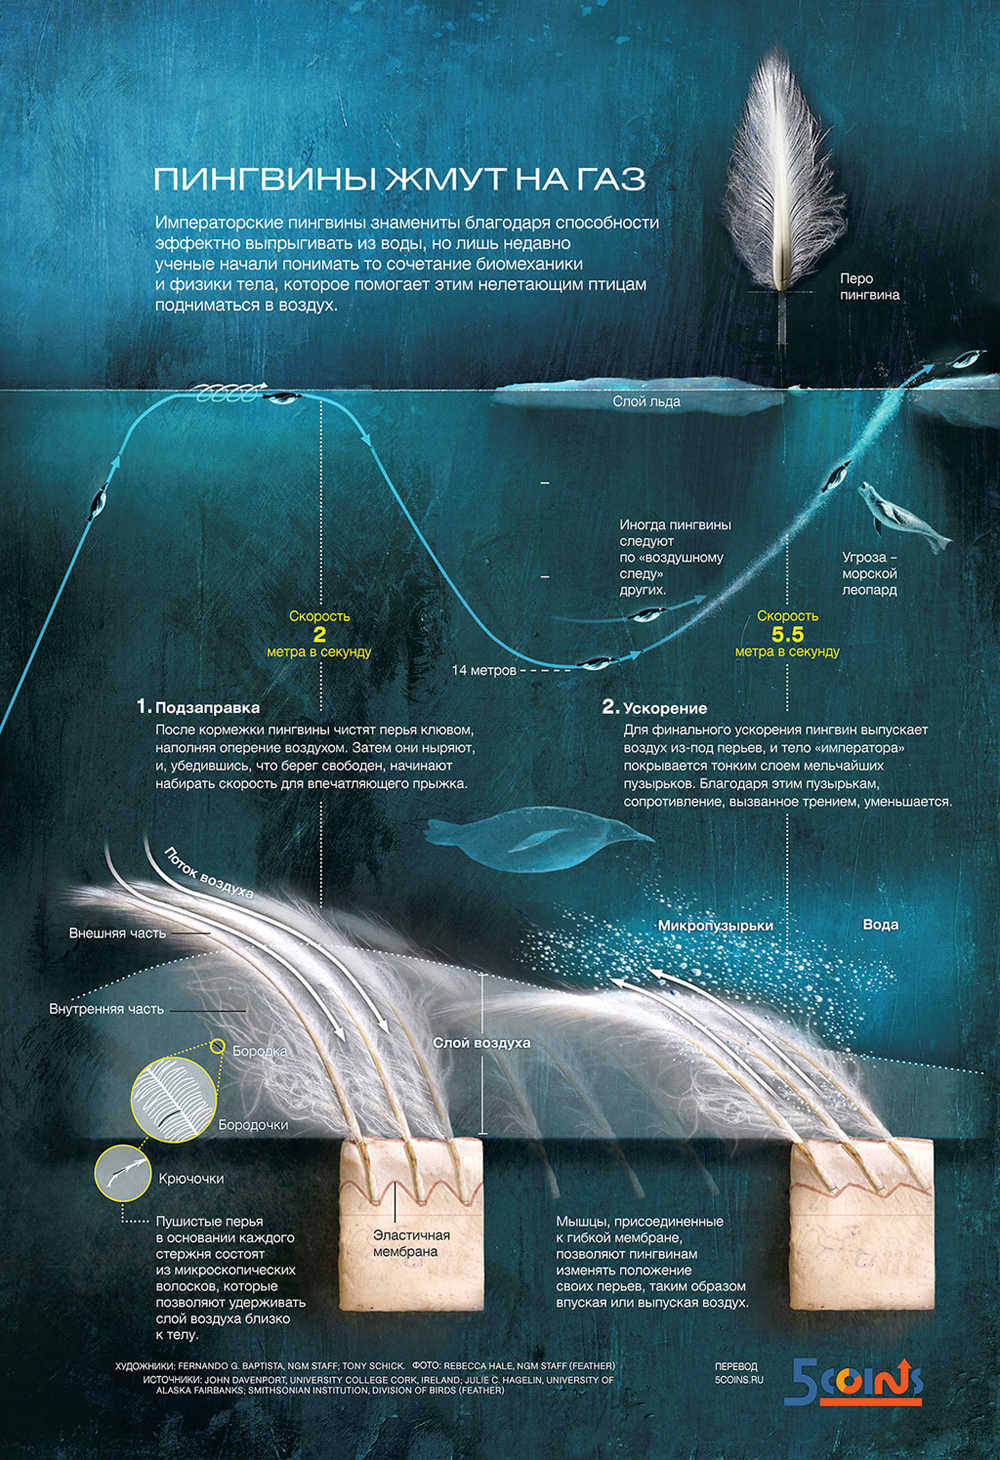 ПИНГВИНЫ ЖМУТ НА ГАЗ
Императорские пингвины знамениты благодаря способности
эффектно выпрыгивать из воды, но лишь недавно
ученые начали понимать то сочетание биомеханики
и физики тела, которое помогает этим нелетающим птицам
подниматься в воздух.
Перо
пингвина
Слой льда
Иногда пингвины
следуют
по «воздушному
следу»
других.
Угроза –
морской
леопард
Скорость
2
метра в секунду
Скорость
5.5
метра в секунду
14 метров
1. Подзаправка
После кормежки пингвины чистят перья клювом,
наполняя оперение воздухом. Затем они ныряют,
и, убедившись, что берег свободен, начинают
набирать скорость для впечатляющего прыжка.
2. Ускорение
Для финального ускорения пингвин выпускает
воздух из-под перьев, и тело «императора»
покрывается тонким слоем мельчайших
пузырьков. Благодаря этим пузырькам,
сопротивление, вызванное трением, уменьшается.
Поток воздуха
Внешняя часть
Микропузырьки
Вода
Внутренняя часть
Слой воздуха
Бородка
Бородочки
Крючочки
Эластичная
мембрана
Пушистые перья
в основании каждого
стержня состоят
из микроскопических
волосков, которые
позволяют удерживать
слой воздуха близко
к телу.
Мышцы, присоединенные
к гибкой мембране,
позволяют пингвинам
изменять положение
своих перьев, таким образом
впуская или выпуская воздух.
ХУДОЖНИКИ: FERNANDO G. BAPTISTA, NGM STAFF; TONY SCHICK. ФОТО: REBECCA HALE, NGM STAFF (FEATHER)
ИСТОЧНИКИ: JOHN DAVENPORT, UNIVERSITY COLLEGE CORK, IRELAND; JULIE C. HAGELIN, UNIVERSITY OF
ALASKA FAIRBANKS; SMITHSONIAN INSTITUTION, DIVISION OF BIRDS (FEATHER)
ПЕРЕВОД
5COINS.RU
5COINS